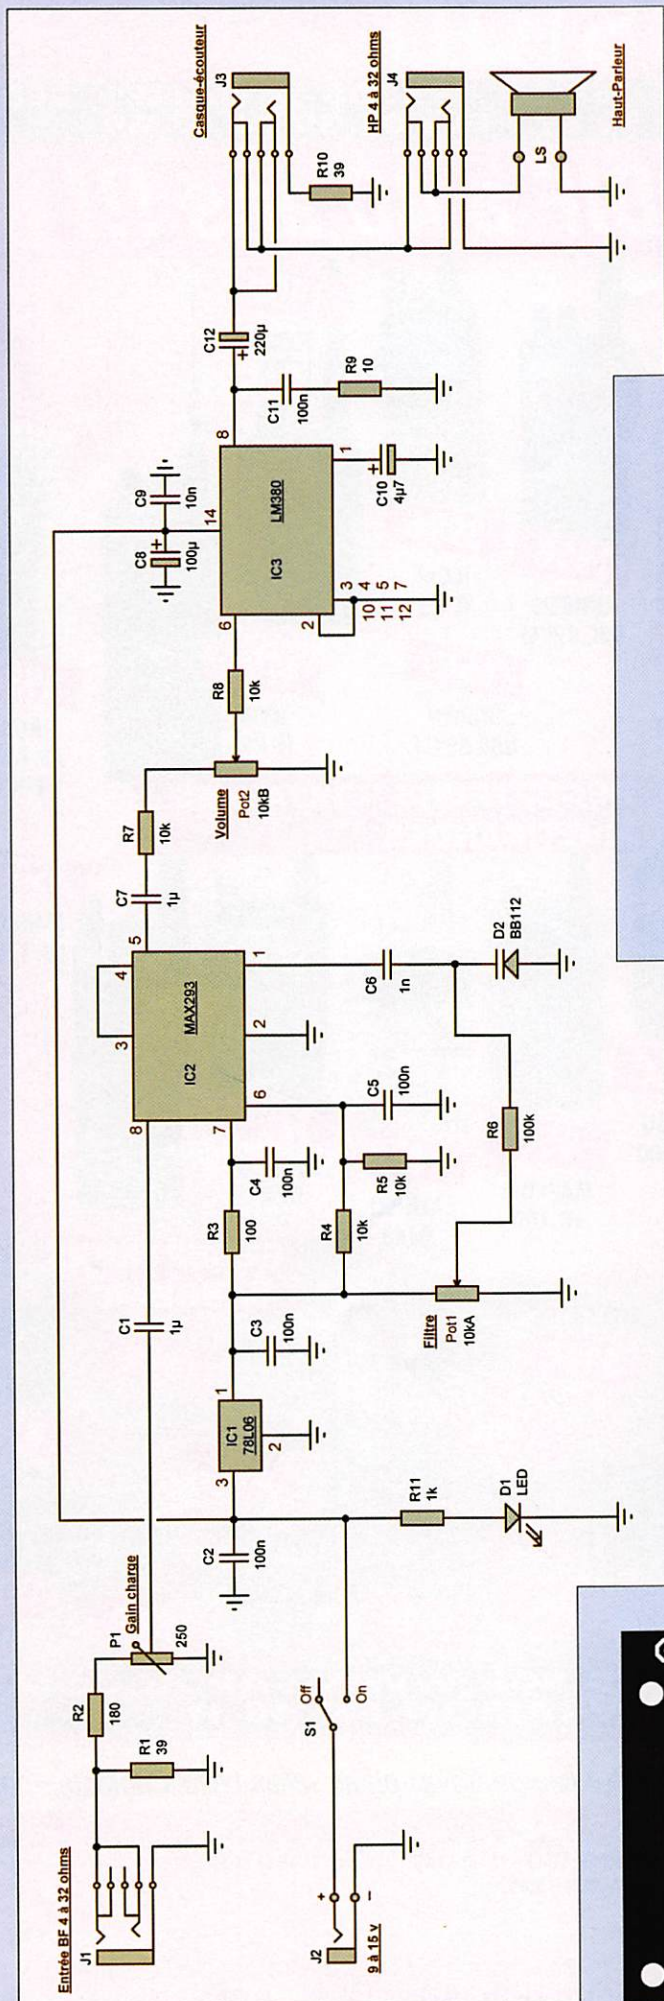 Entrée BF 4 à 32 ohms
J1
R1
39
R2
180
P1
250
Gain charge
C1
1µ
J2
9 à 15 v
+
–
S1
Off
On
C2
100n
R11
1k
D1
LED
IC1
78L06
3
1
2
C3
100n
R3
100
C4
100n
R4
10k
R5
10k
C5
100n
Filtre
Pot1
10kA
R6
100k
C6
1n
D2
BB112
IC2
MAX293
8
7
6
3
4
5
2
1
C7
1µ
R7
10k
Volume
Pot2
10kB
R8
10k
IC3
LM380
6
2
14
8
1
3
4 5
10 11 7
12
C8
100µ
+
C9
10n
C10
4µ7
+
C11
100n
R9
10
C12
220µ
+
Casque-écouteur
J3
R10
39
HP 4 à 32 ohms
J4
LS
Haut-Parleur